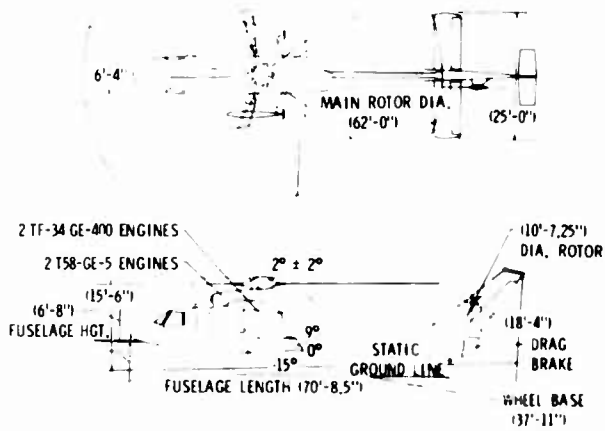 6'-4")
MAIN ROTOR DIA.
(62'-0")
(25'-0")
2 TF-34 GE-400 ENGINES
2 T58-GE-5 ENGINES
2° ± 2°
(10'-7,25")
DIA. ROTOR
(15'-6")
(6'-8")
FUSELAGE HGT.
9°
0°
15°
(18'-4")
DRAG
BRAKE
STATIC
GROUND LINE
FUSELAGE LENGTH (70'-8,5")
WHEEL BASE
(37'-11")